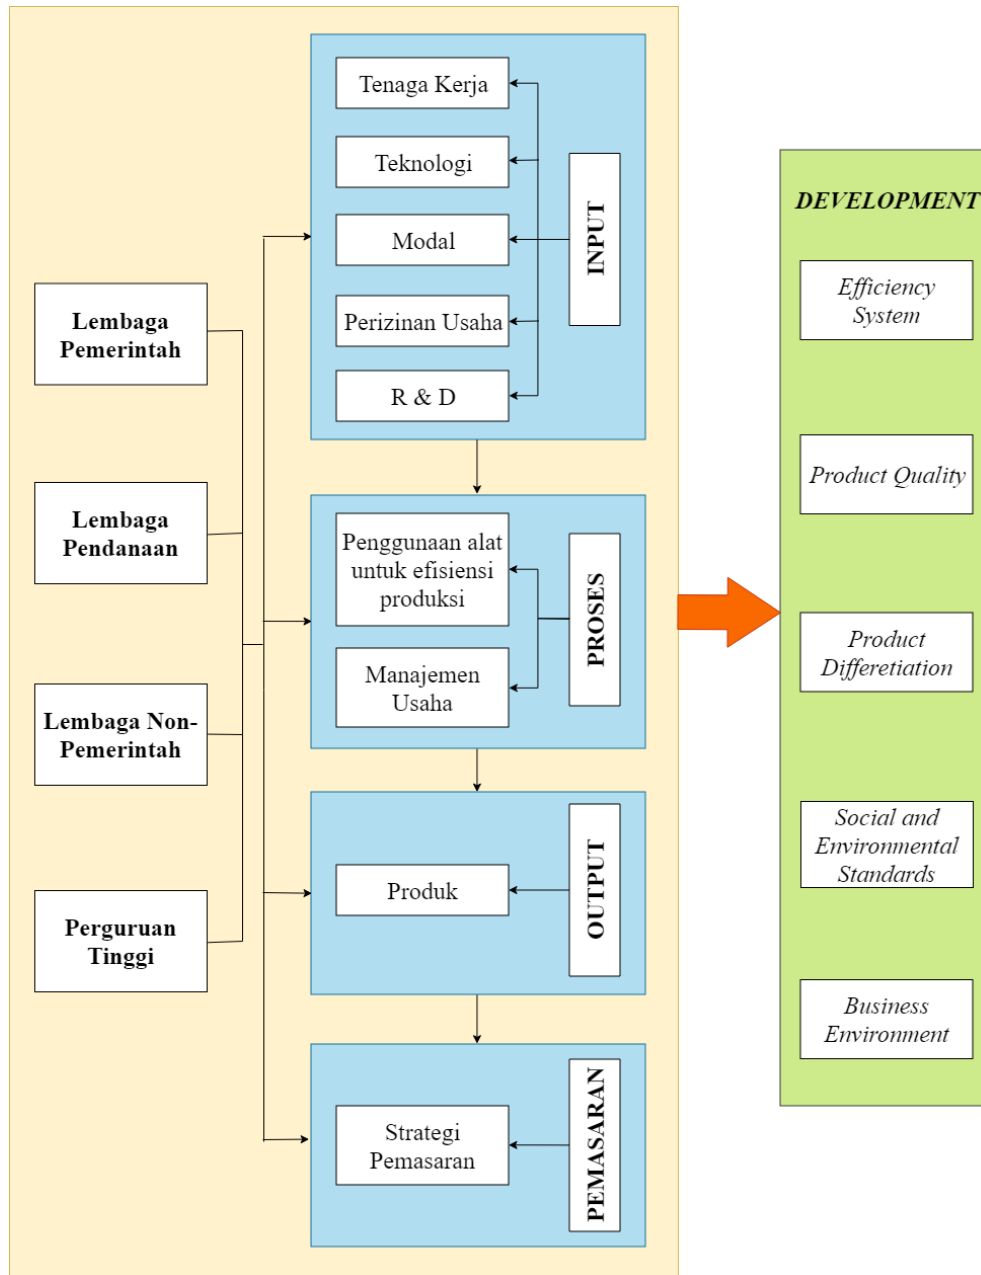 Lembaga
Pemerintah
Lembaga
Pendanaan
Lembaga Non-
Pemerintah
Perguruan
Tinggi
Tenaga Kerja
Teknologi
Modal
Perizinan Usaha
R & D
INPUT
Penggunaan alat
untuk efisiensi
produksi
Manajemen
Usaha
PROSES
Produk
OUTPUT
Strategi
Pemasaran
PEMASARAN
DEVELOPMENT
Efficiency
System
Product Quality
Product
Differetiation
Social and
Environmental
Standards
Business
Environment